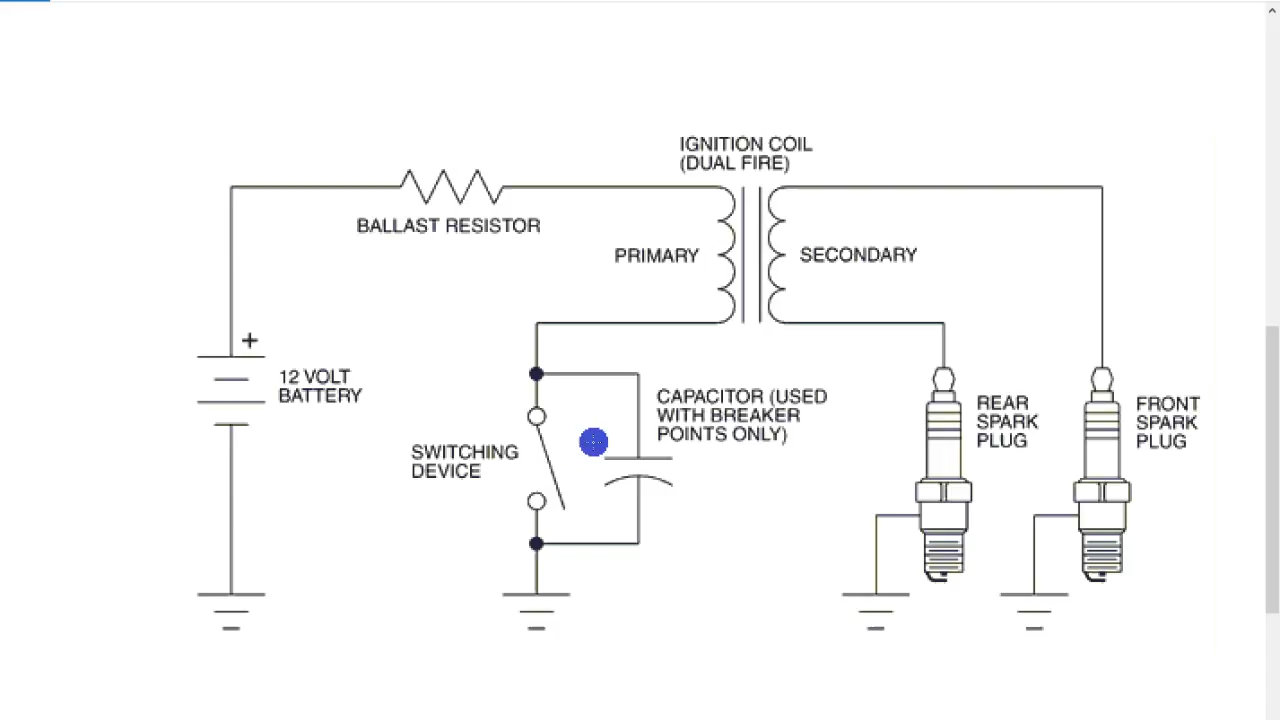 IGNITION COIL
(DUAL FIRE)
BALLAST RESISTOR
PRIMARY
SECONDARY
+
12 VOLT
BATTERY
CAPACITOR (USED
WITH BREAKER
POINTS ONLY)
SWITCHING
DEVICE
REAR
SPARK
PLUG
FRONT
SPARK
PLUG